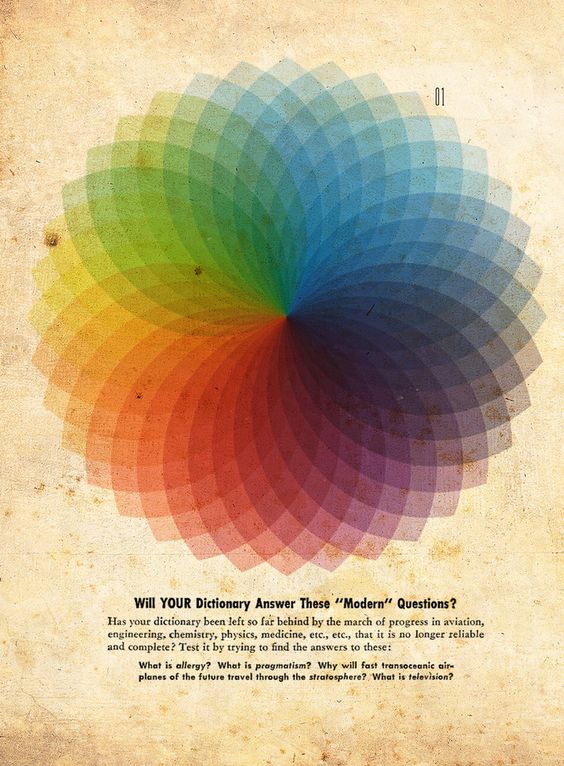 01
Will YOUR Dictionary Answer These "Modern" Questions?
Has your dictionary been left so far behind by the march of progress in aviation,
engineering, chemistry, physics, medicine, etc., etc., that it is no longer reliable
and complete? Test it by trying to find the answers to these:
What is allergy? What is pragmatism? Why will fast transoceanic air-
planes of the future travel through the stratosphere? What is television?